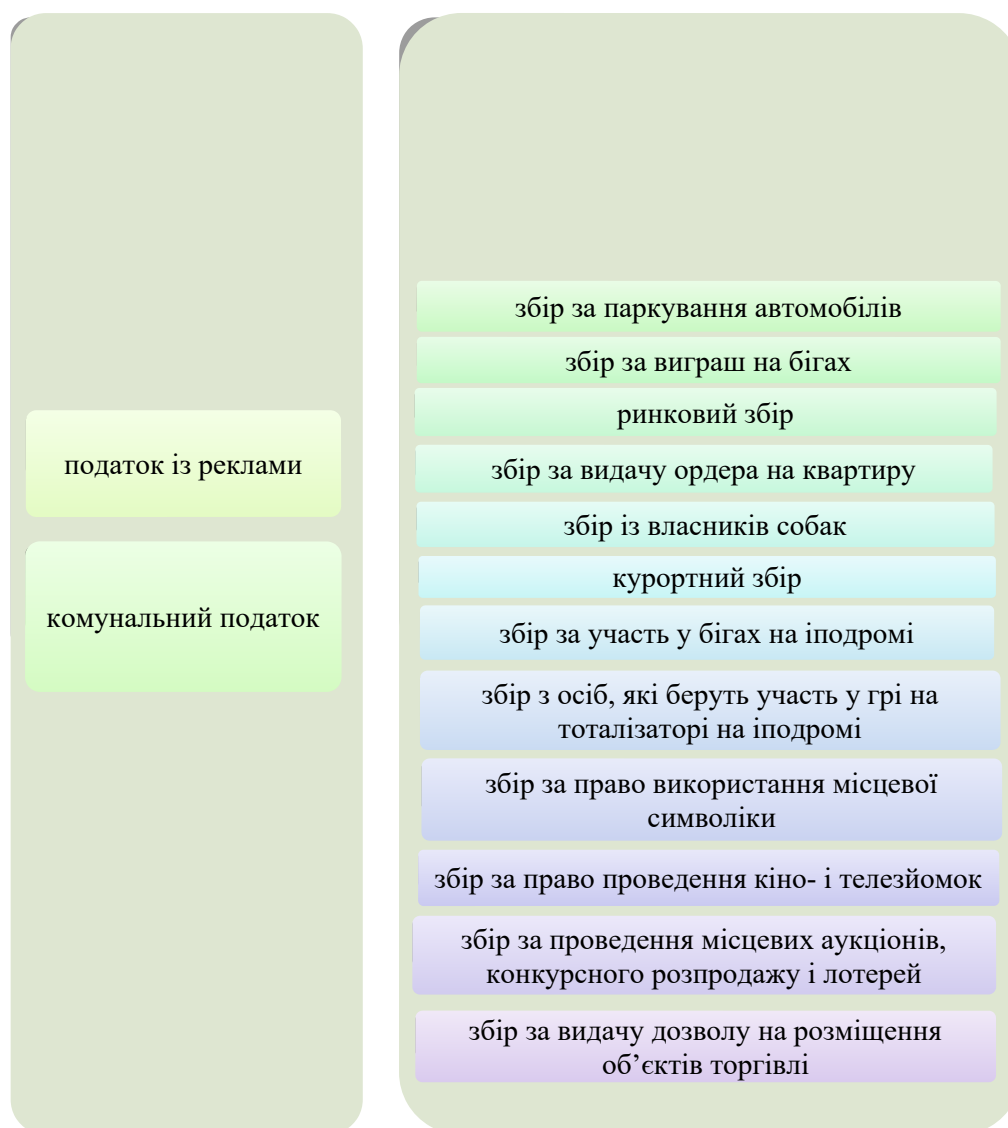 податок із реклами
комунальний податок
збір за паркування автомобілів
збір за виграш на бігах
ринковий збір
збір за видачу ордера на квартиру
збір із власників собак
курортний збір
збір за участь у бігах на іподромі
збір з осіб, які беруть участь у грі на
тоталізаторі на іподромі
збір за право використання місцевої
символіки
збір за право проведення кіно- і телезйомок
збір за проведення місцевих аукціонів,
конкурсного розпродажу і лотерей
збір за видачу дозволу на розміщення
об’єктів торгівлі